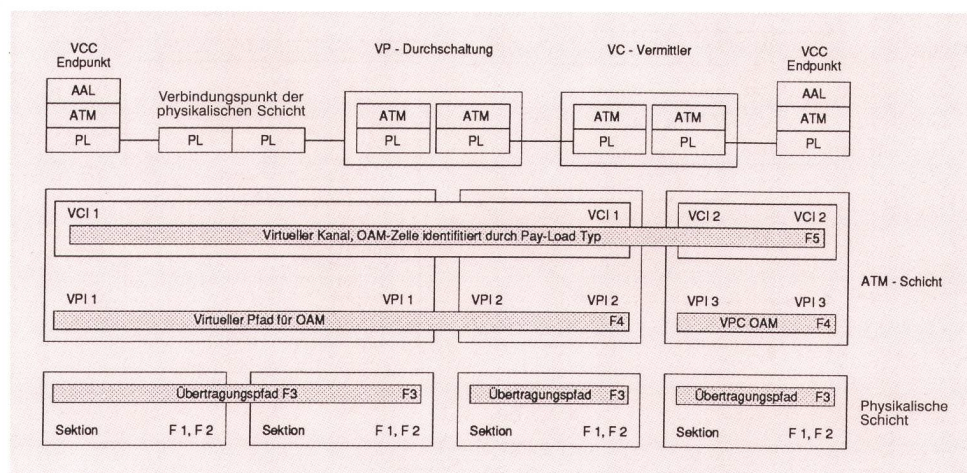 VCC
Endpunkt
VP - Durchschaltung
VC - Vermittler
VCC
Endpunkt
AAL
ATM
PL
Verbindungspunkt der
physikalischen Schicht
PL PL
ATM ATM
PL
ATM ATM
PL
AAL
ATM
PL
VCI 1 VCI 1 VCI 2 VCI 2
Virtueller Kanal, OAM-Zelle identifitiert durch Pay-Load Typ F5
ATM - Schicht
VPI 1 VPI 1 VPI 2 VPI 2 VPI 3 VPI 3
Virtueller Pfad für OAM F4 VPC OAM F4
Übertragungspfad F3 F3 Übertragungspfad F3 Übertragungspfad F3
Physikalische
Schicht
Sektion F 1, F 2 Sektion F 1, F 2 Sektion F 1, F 2 Sektion F 1, F 2